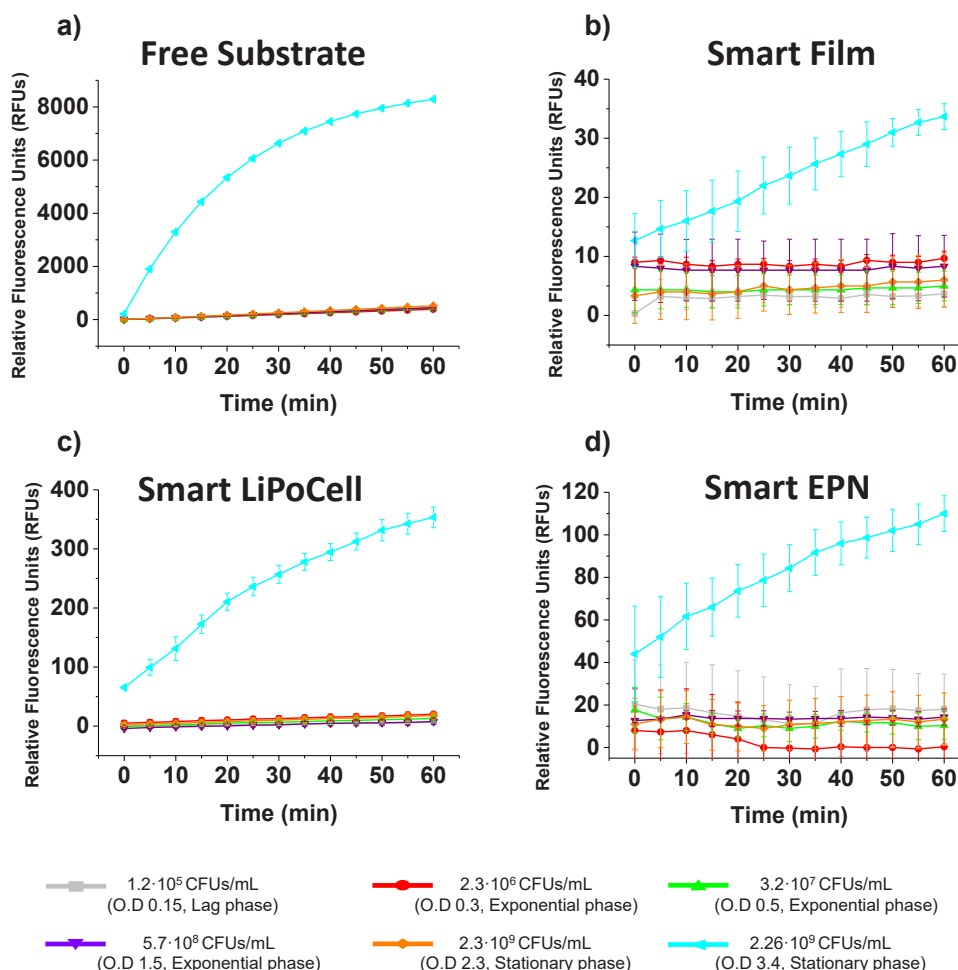 a)
Free Substrate
Relative Fluorescence Units (RFUs)
8000
6000
4000
2000
0
0 10 20 30 40 50 60
Time (min)
b)
Smart Film
Relative Fluorescence Units (RFUs)
40
30
20
10
0
0 10 20 30 40 50 60
Time (min)
c)
Smart LiPoCell
Relative Fluorescence Units (RFUs)
400
300
200
100
0
0 10 20 30 40 50 60
Time (min)
d)
Smart EPN
Relative Fluorescence Units (RFUs)
120
100
80
60
40
20
0
0 10 20 30 40 50 60
Time (min)
1.2·10⁵ CFUs/mL
(O.D 0.15, Lag phase)
2.3·10⁶ CFUs/mL
(O.D 0.3, Exponential phase)
3.2·10⁷ CFUs/mL
(O.D 0.5, Exponential phase)
5.7·10⁸ CFUs/mL
(O.D 1.5, Exponential phase)
2.3·10⁹ CFUs/mL
(O.D 2.3, Stationary phase)
2.26·10⁹ CFUs/mL
(O.D 3.4, Stationary phase)